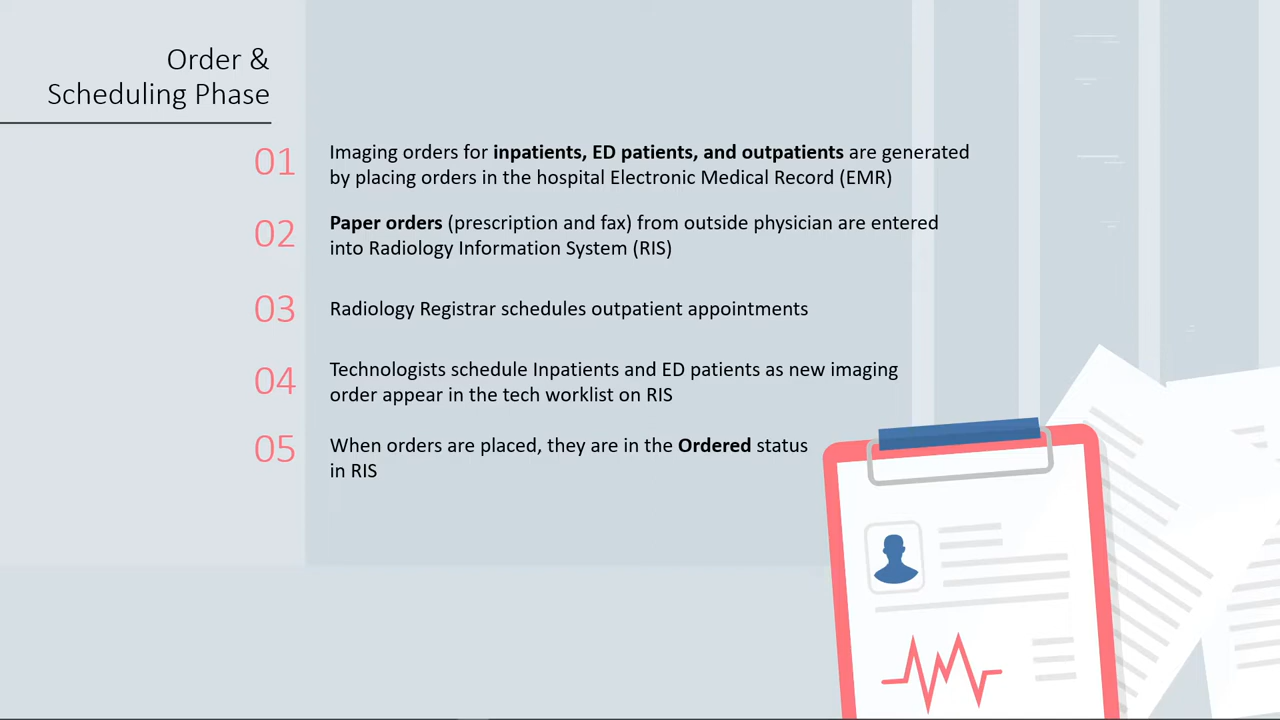 Order &
Scheduling Phase
01
Imaging orders for inpatients, ED patients, and outpatients are generated
by placing orders in the hospital Electronic Medical Record (EMR)
02
Paper orders (prescription and fax) from outside physician are entered
into Radiology Information System (RIS)
03
Radiology Registrar schedules outpatient appointments
04
Technologists schedule Inpatients and ED patients as new imaging
order appear in the tech worklist on RIS
05
When orders are placed, they are in the Ordered status
in RIS